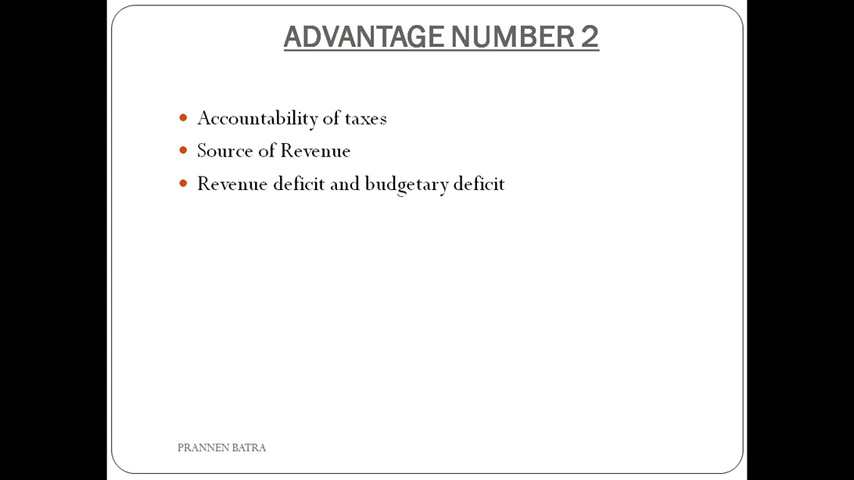 ADVANTAGE NUMBER 2
• Accountability of taxes
• Source of Revenue
• Revenue deficit and budgetary deficit
PRANNEN BATRA